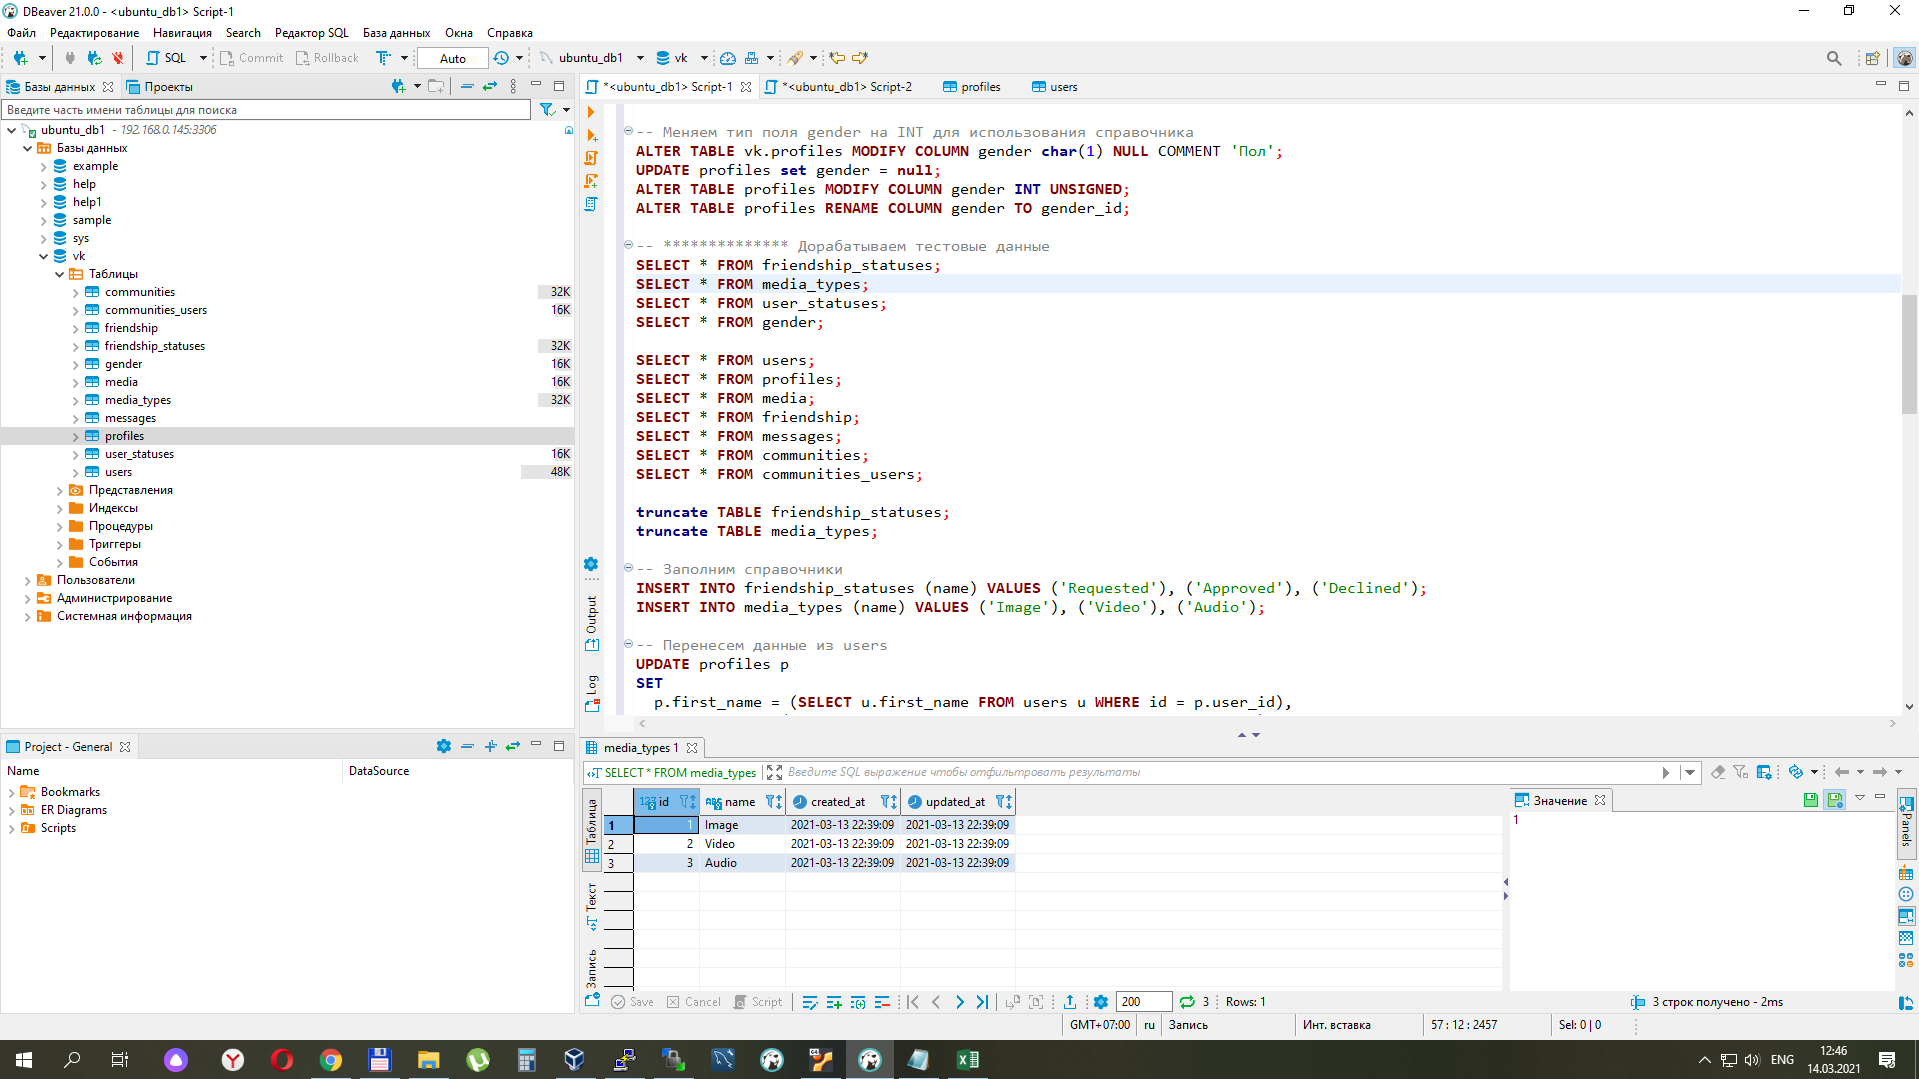 DBeaver 21.0.0 - <ubuntu_db1> Script-1
Файл Редактирование Навигация Search Редактор SQL База данных Окна Справка
SQL Commit Rollback Auto ubuntu_db1 vk
Базы данных Проекты
Введите часть имени таблицы для поиска
ubuntu_db1 - 192.168.0.145:3306
Базы данных
example
help
help1
sample
sys
vk
Таблицы
communities 32K
communities_users 16K
friendship
friendship_statuses 32K
gender 16K
media 16K
media_types 32K
messages
profiles
user_statuses 16K
users 48K
Представления
Индексы
Процедуры
Триггеры
События
Пользователи
Администрирование
Системная информация
Project - General
Name DataSource
Bookmarks
ER Diagrams
Scripts
*<ubuntu_db1> Script-1 *<ubuntu_db1> Script-2 profiles users
-- Меняем тип поля gender на INT для использования справочника
ALTER TABLE vk.profiles MODIFY COLUMN gender char(1) NULL COMMENT 'Пол';
UPDATE profiles set gender = null;
ALTER TABLE profiles MODIFY COLUMN gender INT UNSIGNED;
ALTER TABLE profiles RENAME COLUMN gender TO gender_id;
-- ************** Дорабатываем тестовые данные
SELECT * FROM friendship_statuses;
SELECT * FROM media_types;
SELECT * FROM user_statuses;
SELECT * FROM gender;
SELECT * FROM users;
SELECT * FROM profiles;
SELECT * FROM media;
SELECT * FROM friendship;
SELECT * FROM messages;
SELECT * FROM communities;
SELECT * FROM communities_users;
truncate TABLE friendship_statuses;
truncate TABLE media_types;
-- Заполним справочники
INSERT INTO friendship_statuses (name) VALUES ('Requested'), ('Approved'), ('Declined');
INSERT INTO media_types (name) VALUES ('Image'), ('Video'), ('Audio');
-- Перенесем данные из users
UPDATE profiles p
SET
p.first_name = (SELECT u.first_name FROM users u WHERE id = p.user_id),
Output
Log
media_types 1
SELECT * FROM media_types Введите SQL выражение чтобы отфильтровать результаты
Таблица
Текст
Запись
123 id ABC name created_at updated_at
1 1 Image 2021-03-13 22:39:09 2021-03-13 22:39:09
2 2 Video 2021-03-13 22:39:09 2021-03-13 22:39:09
3 3 Audio 2021-03-13 22:39:09 2021-03-13 22:39:09
Значение
1
Panels
Save Cancel Script 200 3 Rows: 1 3 строк получено - 2ms
GMT+07:00 ru Запись Инт. вставка 57 : 12 : 2457 Sel: 0 | 0
ENG 12:46
14.03.2021